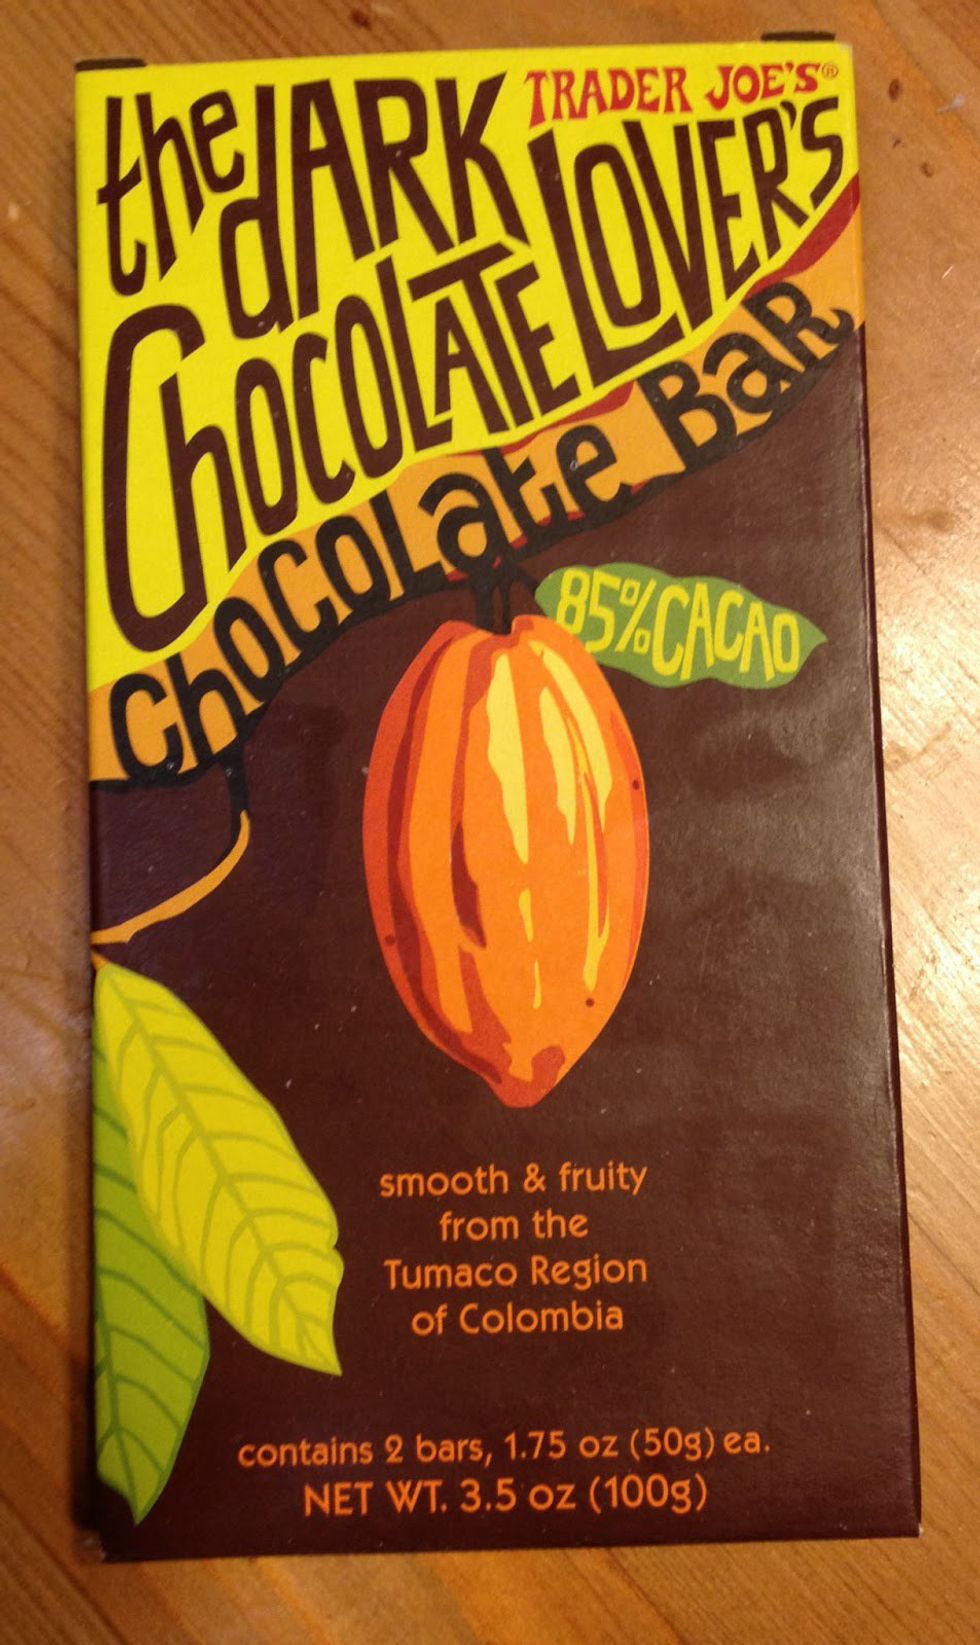 TRADER JOE'S®
the dARK
CHOCOLATE LOVER'S
CHOCOLate BaR
85% CACAO
smooth & fruity
from the
Tumaco Region
of Colombia
contains 2 bars, 1.75 oz (50g) ea.
NET WT. 3.5 oz (100g)